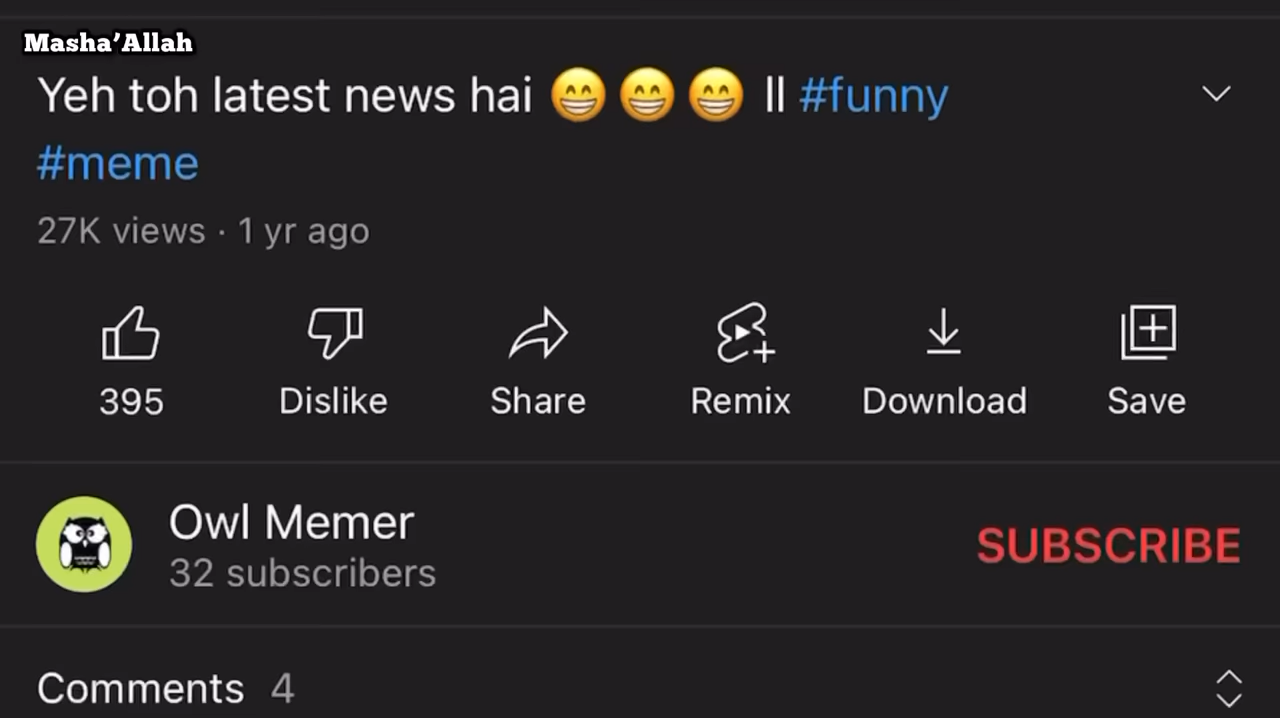 Masha’Allah
Yeh toh latest news hai 😁😁😁 ll #funny
#meme
27K views · 1 yr ago
395 Dislike Share Remix Download Save
Owl Memer
32 subscribers
SUBSCRIBE
Comments 4